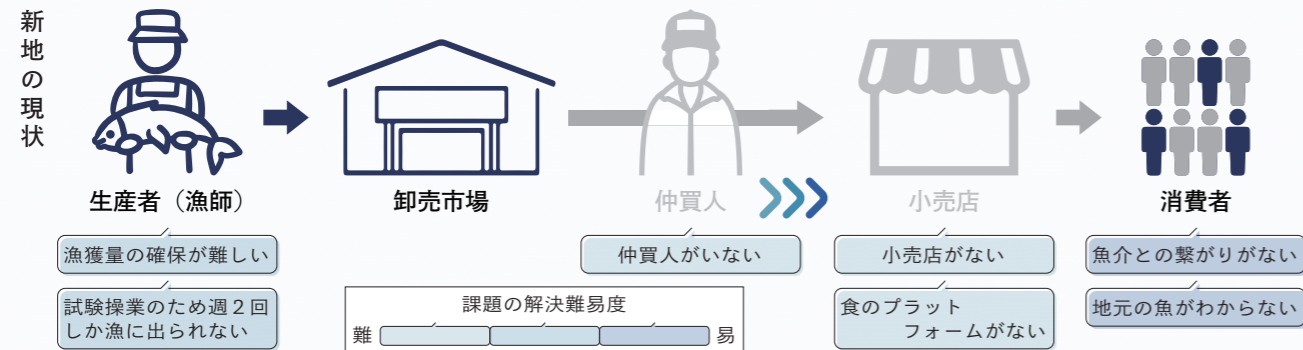 新地の現状
生産者（漁師）
卸売市場
仲買人
小売店
消費者
漁獲量の確保が難しい
試験操業のため週２回
しか漁に出られない
仲買人がいない
小売店がない
食のプラット
フォームがない
魚介との繋がりがない
地元の魚がわからない
課題の解決難易度
難
易